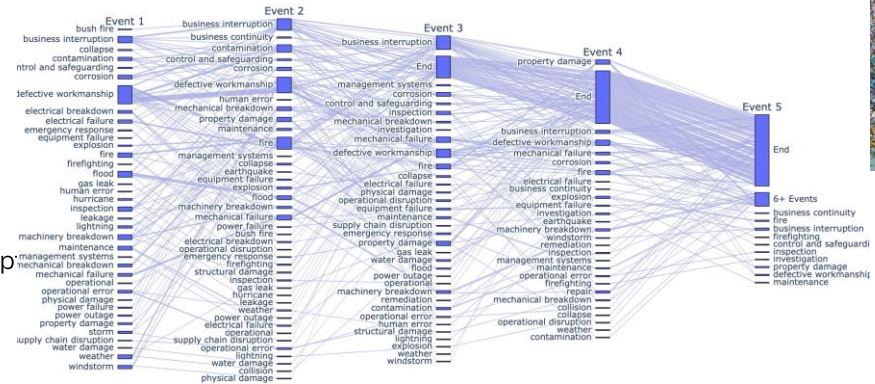 Event 1
bush fire
business interruption
collapse
contamination
ntrol and safeguarding
corrosion
defective workmanship
electrical breakdown
electrical failure
emergency response
equipment failure
explosion
fire
firefighting
flood
gas leak
human error
hurricane
inspection
leakage
lightning
machinery breakdown
maintenance
management systems
mechanical breakdown
mechanical failure
operational
operational error
physical damage
power failure
power outage
property damage
storm
supply chain disruption
water damage
weather
windstorm
p
Event 2
business interruption
business continuity
contamination
control and safeguarding
corrosion
defective workmanship
human error
mechanical breakdown
property damage
maintenance
fire
management systems
collapse
earthquake
equipment failure
explosion
flood
machinery breakdown
mechanical failure
power failure
bush fire
electrical breakdown
operational disruption
emergency response
firefighting
structural damage
inspection
gas leak
hurricane
leakage
weather
power outage
electrical failure
operational
supply chain disruption
operational error
lightning
water damage
collision
physical damage
Event 3
business interruption
End
management systems
corrosion
control and safeguarding
inspection
mechanical breakdown
investigation
mechanical failure
defective workmanship
fire
collapse
electrical failure
physical damage
operational disruption
equipment failure
maintenance
supply chain disruption
emergency response
property damage
gas leak
water damage
flood
power outage
operational
machinery breakdown
remediation
contamination
operational error
human error
structural damage
lightning
explosion
weather
windstorm
Event 4
property damage
End
business interruption
defective workmanship
mechanical failure
corrosion
fire
electrical failure
business continuity
explosion
equipment failure
investigation
earthquake
machinery breakdown
windstorm
remediation
inspection
management systems
maintenance
operational error
firefighting
repair
mechanical breakdown
collision
collapse
operational disruption
weather
contamination
Event 5
End
6+ Events
business continuity
fire
business interruption
firefighting
control and safeguardi
inspection
investigation
property damage
defective workmanship
maintenance